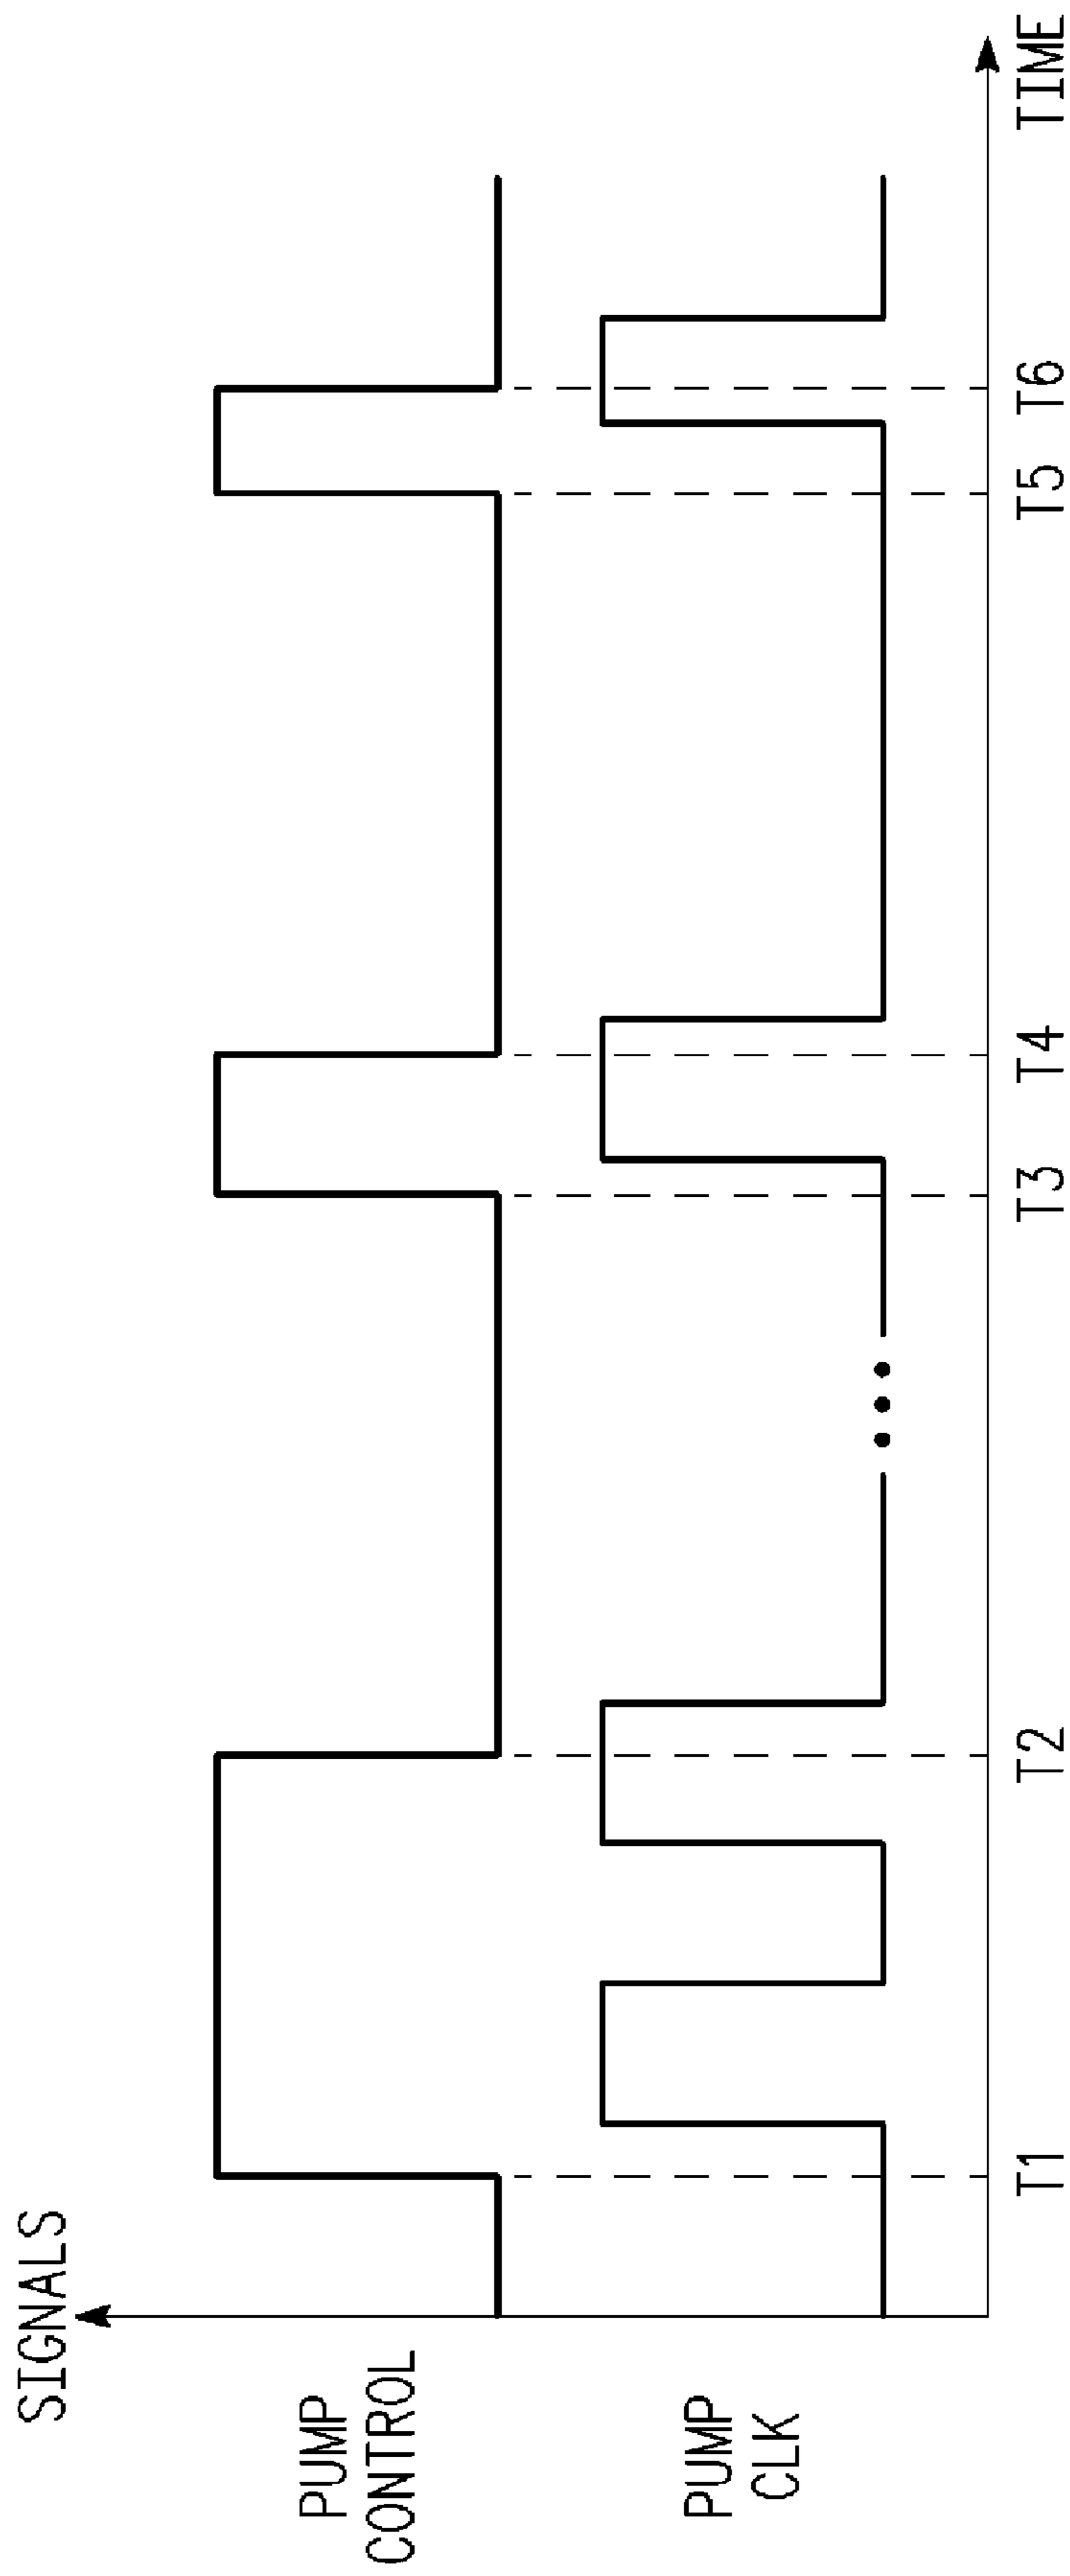 SIGNALS
PUMP
CONTROL
PUMP
CLK
T1 T2 T3 T4 T5 T6 TIME